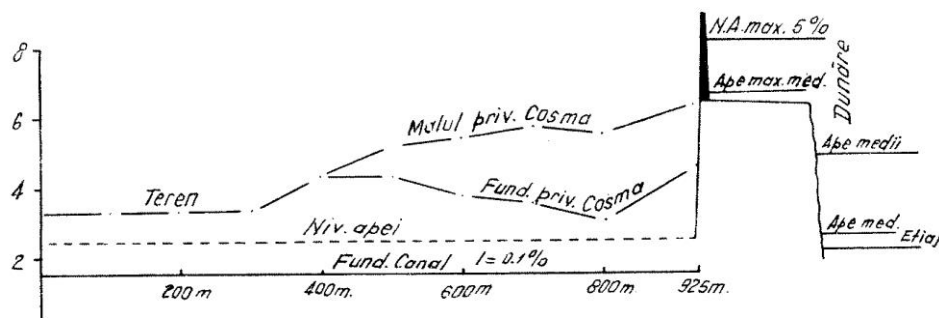 8
6
4
2
N.A.max. 5%
Ape max. med.
Dunăre
Ape medii
Ape med.
Etiaj
Malul priv. Cosma
Fund. priv. Cosma
Teren
Niv. apei
Fund. Canal I = 0.1%
200m 400m. 600m 800m 925m.